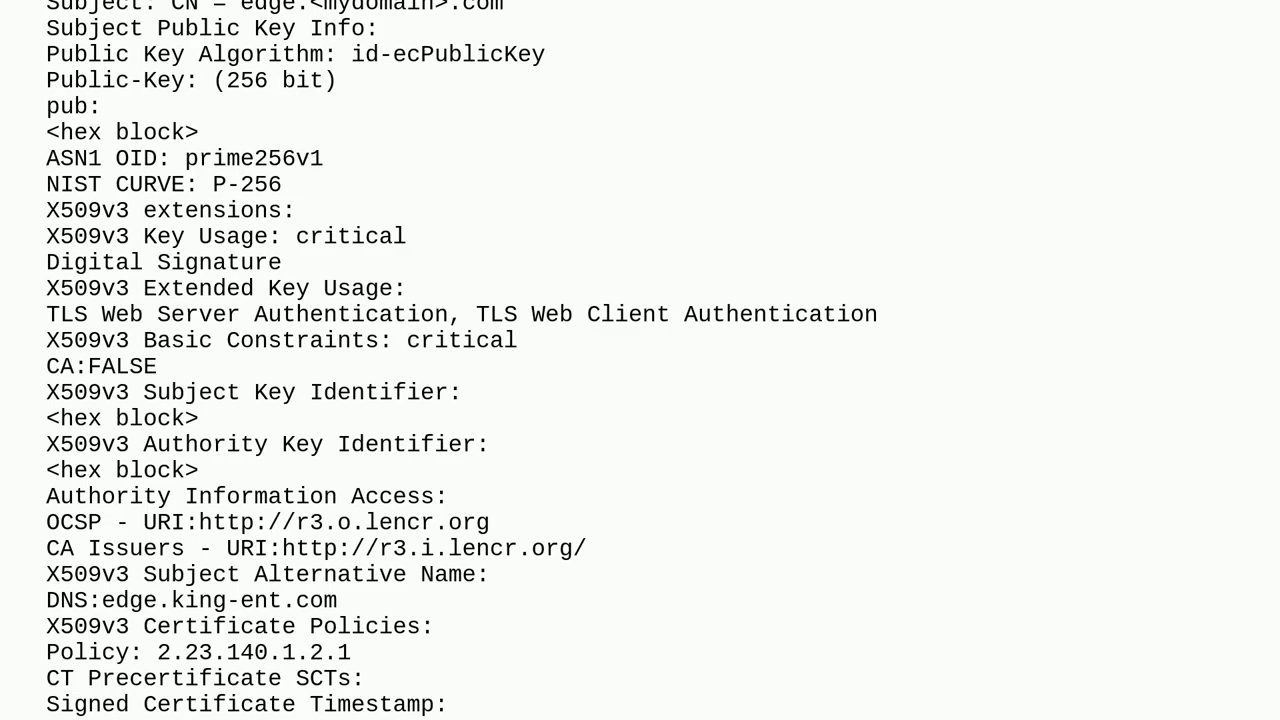 Subject: CN = edge.<mydomain>.com
Subject Public Key Info:
Public Key Algorithm: id-ecPublicKey
Public-Key: (256 bit)
pub:
<hex block>
ASN1 OID: prime256v1
NIST CURVE: P-256
X509v3 extensions:
X509v3 Key Usage: critical
Digital Signature
X509v3 Extended Key Usage:
TLS Web Server Authentication, TLS Web Client Authentication
X509v3 Basic Constraints: critical
CA:FALSE
X509v3 Subject Key Identifier:
<hex block>
X509v3 Authority Key Identifier:
<hex block>
Authority Information Access:
OCSP - URI:http://r3.o.lencr.org
CA Issuers - URI:http://r3.i.lencr.org/
X509v3 Subject Alternative Name:
DNS:edge.king-ent.com
X509v3 Certificate Policies:
Policy: 2.23.140.1.2.1
CT Precertificate SCTs:
Signed Certificate Timestamp: